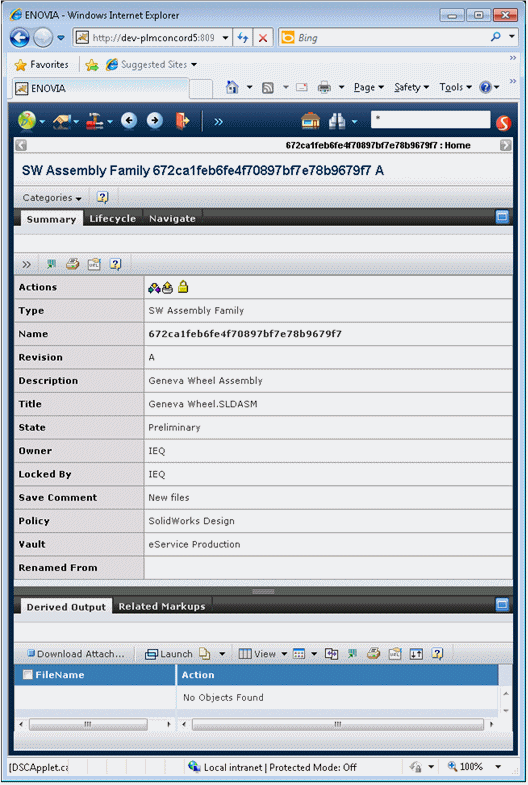 ENOVIA - Windows Internet Explorer
http://dev-plmconcord5:809
Bing
Favorites
Suggested Sites
ENOVIA
Page Safety Tools
*
672ca1feb6fe4f70897bf7e78b9679f7 : Home
SW Assembly Family 672ca1feb6fe4f70897bf7e78b9679f7 A
Categories
Summary Lifecycle Navigate
Actions
Type SW Assembly Family
Name 672ca1feb6fe4f70897bf7e78b9679f7
Revision A
Description Geneva Wheel Assembly
Title Geneva Wheel.SLDASM
State Preliminary
Owner IEQ
Locked By IEQ
Save Comment New files
Policy SolidWorks Design
Vault eService Production
Renamed From
Derived Output Related Markups
Download Attach... Launch View
FileName Action
No Objects Found
[DSCApplet.ca Local intranet | Protected Mode: Off 100%